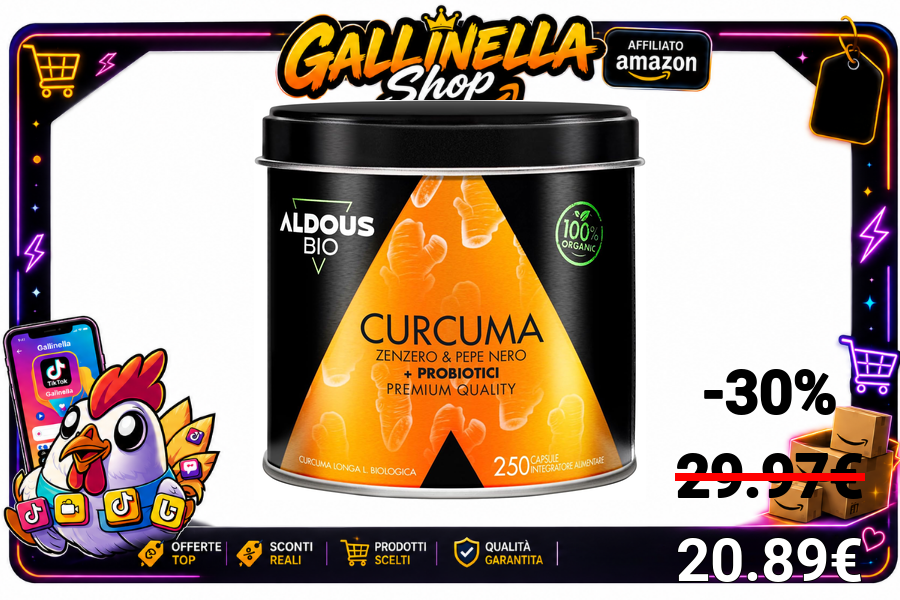 GALLINELLA
Shop
AFFILIATO
amazon
ALDOUS
BIO
100%
ORGANIC
CURCUMA
ZENZERO & PEPE NERO
+ PROBIOTICI
PREMIUM QUALITY
CURCUMA LONGA L. BIOLOGICA
250 CAPSULE
INTEGRATORE ALIMENTARE
Gallinella
TikTok
Gallinella
-30%
29.97€
20.89€
OFFERTE
TOP
SCONTI
REALI
PRODOTTI
SCELTI
QUALITÀ
GARANTITA